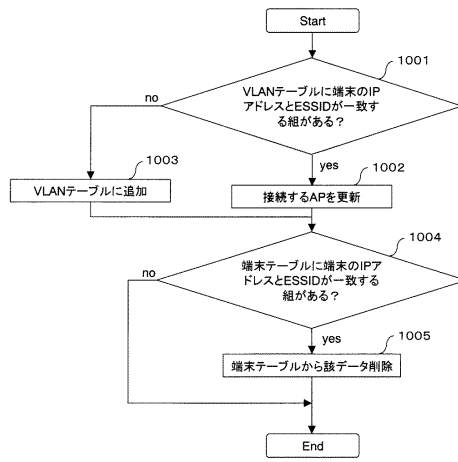 Start
1001
VLANテーブルに端末のIP
アドレスとESSIDが一致す
る組がある?
no
yes
1003
1002
VLANテーブルに追加
接続するAPを更新
1004
端末テーブルに端末のIPア
ドレスとESSIDが一致する
組がある?
no
yes
1005
端末テーブルから該データ削除
End